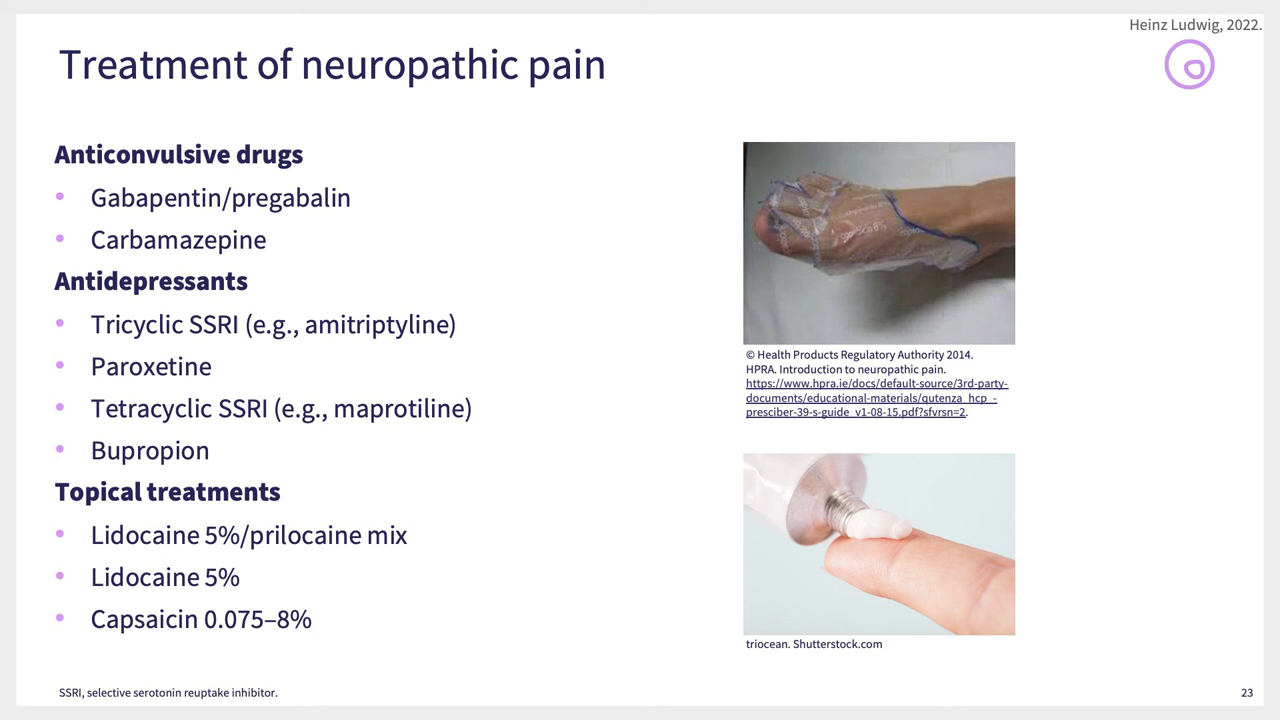 Heinz Ludwig, 2022.
Treatment of neuropathic pain
Anticonvulsive drugs
• Gabapentin/pregabalin
• Carbamazepine
Antidepressants
• Tricyclic SSRI (e.g., amitriptyline)
• Paroxetine
• Tetracyclic SSRI (e.g., maprotiline)
• Bupropion
Topical treatments
• Lidocaine 5%/prilocaine mix
• Lidocaine 5%
• Capsaicin 0.075–8%
© Health Products Regulatory Authority 2014.
HPRA. Introduction to neuropathic pain.
https://www.hpra.ie/docs/default-source/3rd-party-
documents/educational-materials/qutenza_hcp_-
presciber-39-s-guide_v1-08-15.pdf?sfvrsn=2.
triocean. Shutterstock.com
SSRI, selective serotonin reuptake inhibitor.
23